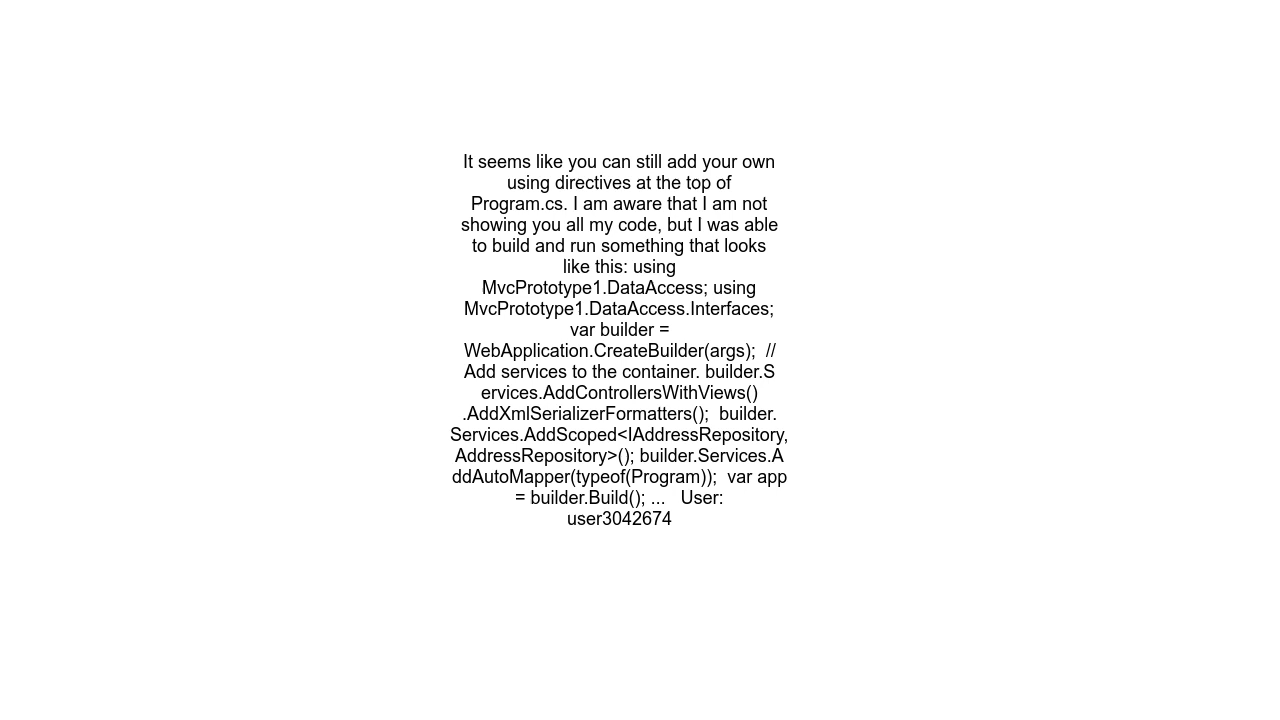 It seems like you can still add your own
using directives at the top of
Program.cs. I am aware that I am not
showing you all my code, but I was able
to build and run something that looks
like this: using
MvcPrototype1.DataAccess; using
MvcPrototype1.DataAccess.Interfaces;
var builder =
WebApplication.CreateBuilder(args);  //
Add services to the container. builder.S
ervices.AddControllersWithViews()
.AddXmlSerializerFormatters();  builder.
Services.AddScoped<IAddressRepository,
AddressRepository>(); builder.Services.A
ddAutoMapper(typeof(Program));  var app
= builder.Build(); ...   User:
user3042674